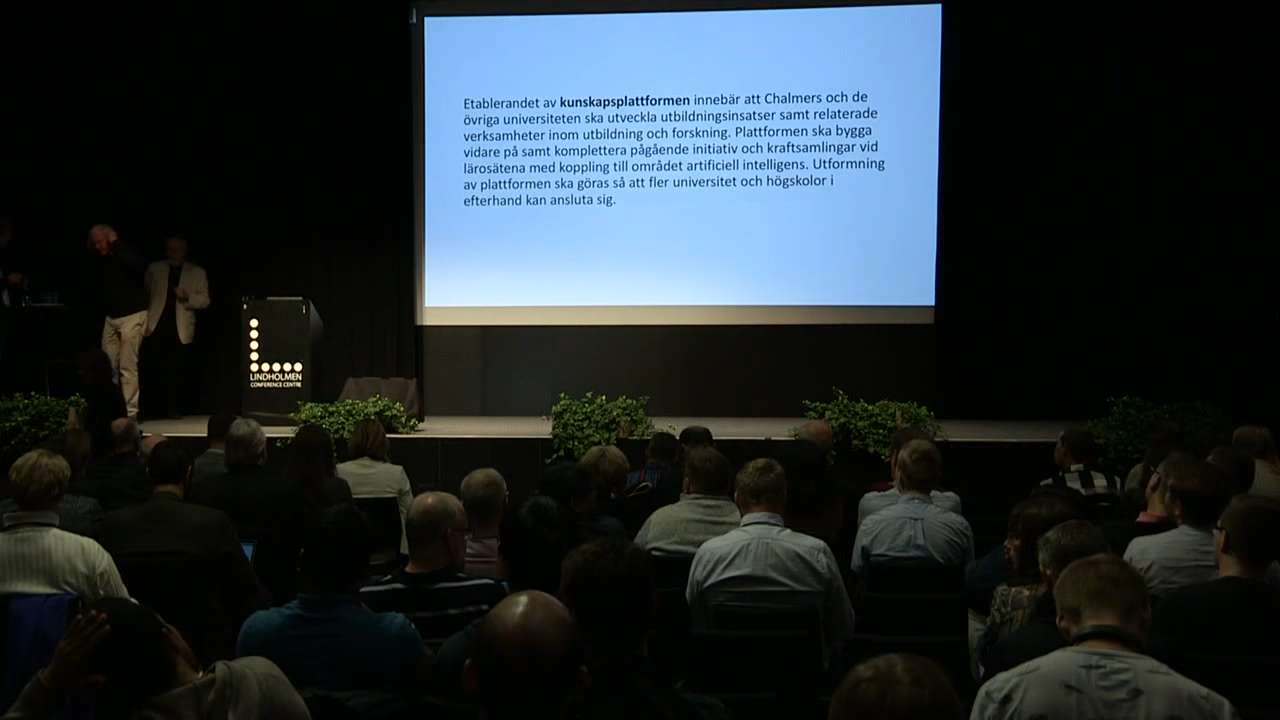 Etablerandet av kunskapsplattformen innebär att Chalmers och de
övriga universiteten ska utveckla utbildningsinsatser samt relaterade
verksamheter inom utbildning och forskning. Plattformen ska bygga
vidare på samt komplettera pågående initiativ och kraftsamlingar vid
lärosätena med koppling till området artificiell intelligens. Utformning
av plattformen ska göras så att fler universitet och högskolor i
efterhand kan ansluta sig.
LINDHOLMEN
CONFERENCE CENTRE